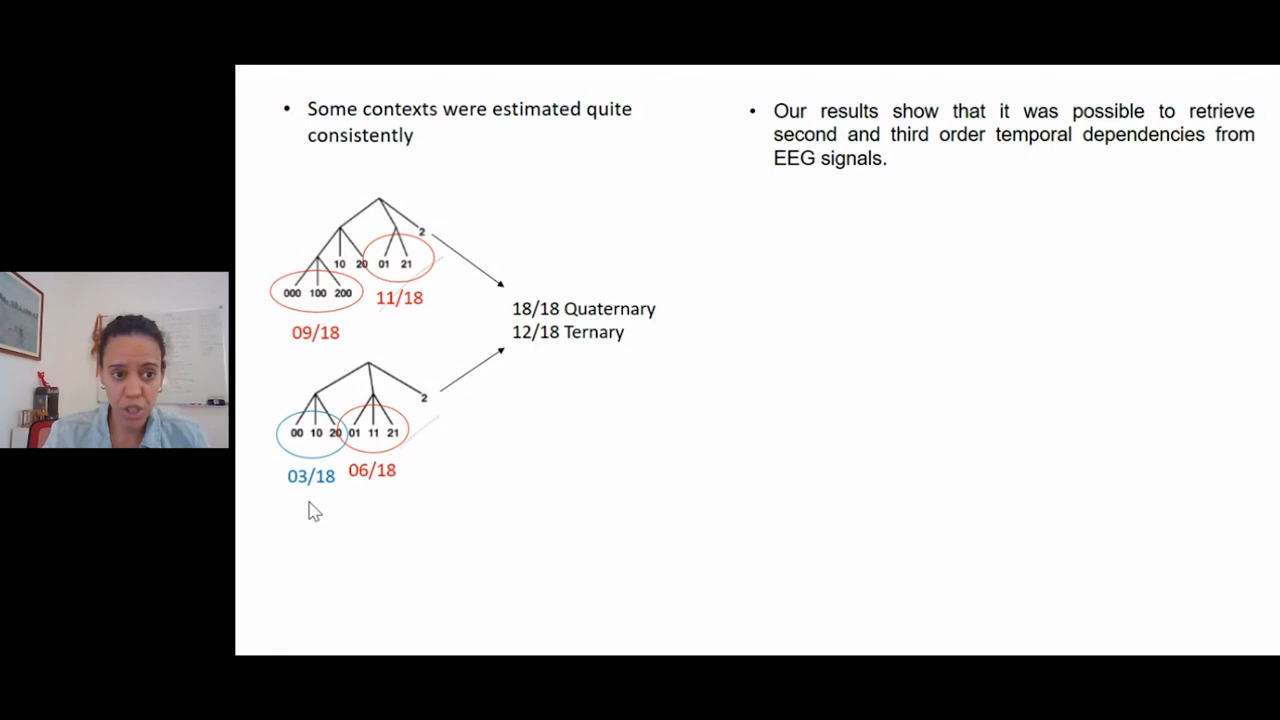 • Some contexts were estimated quite
consistently
2
10 20 01 21
000 100 200
11/18
09/18
18/18 Quaternary
12/18 Ternary
2
00 10 20 01 11 21
03/18 06/18
• Our results show that it was possible to retrieve
second and third order temporal dependencies from
EEG signals.